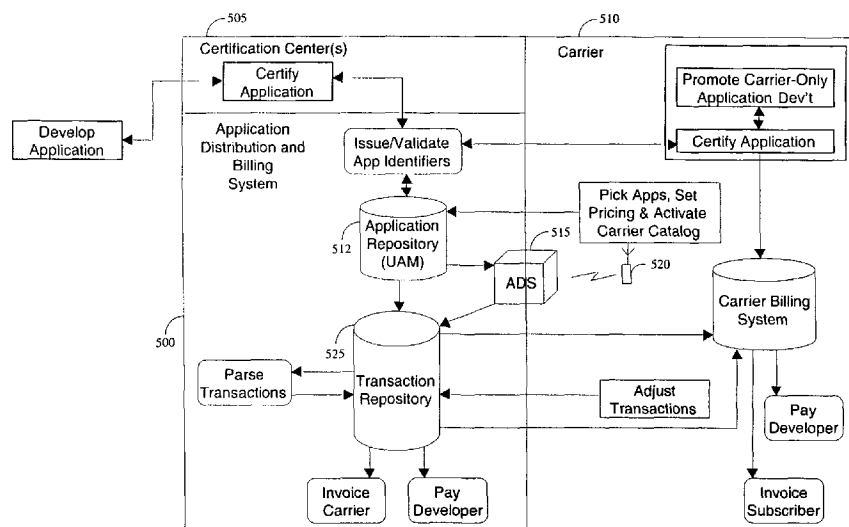 505
510
Certification Center(s)
Carrier
Certify
Application
Promote Carrier-Only
Application Dev't
Develop
Application
Application
Distribution and
Billing
System
Issue/Validate
App Identifiers
Certify Application
Pick Apps, Set
Pricing & Activate
Carrier Catalog
512
Application
Repository
(UAM)
515
ADS
520
Carrier Billing
System
500
525
Parse
Transactions
Transaction
Repository
Adjust
Transactions
Pay
Developer
Invoice
Carrier
Pay
Developer
Invoice
Subscriber